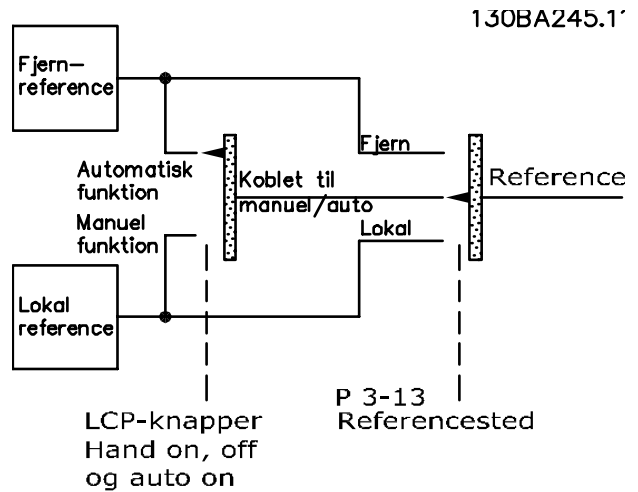 130BA245.11
Fjern-
reference
Fjern
Automatisk
funktion
Koblet til
manuel/auto
Reference
Manuel
funktion
Lokal
Lokal
reference
P 3-13
Referencested
LCP-knapper
Hand on, off
og auto on